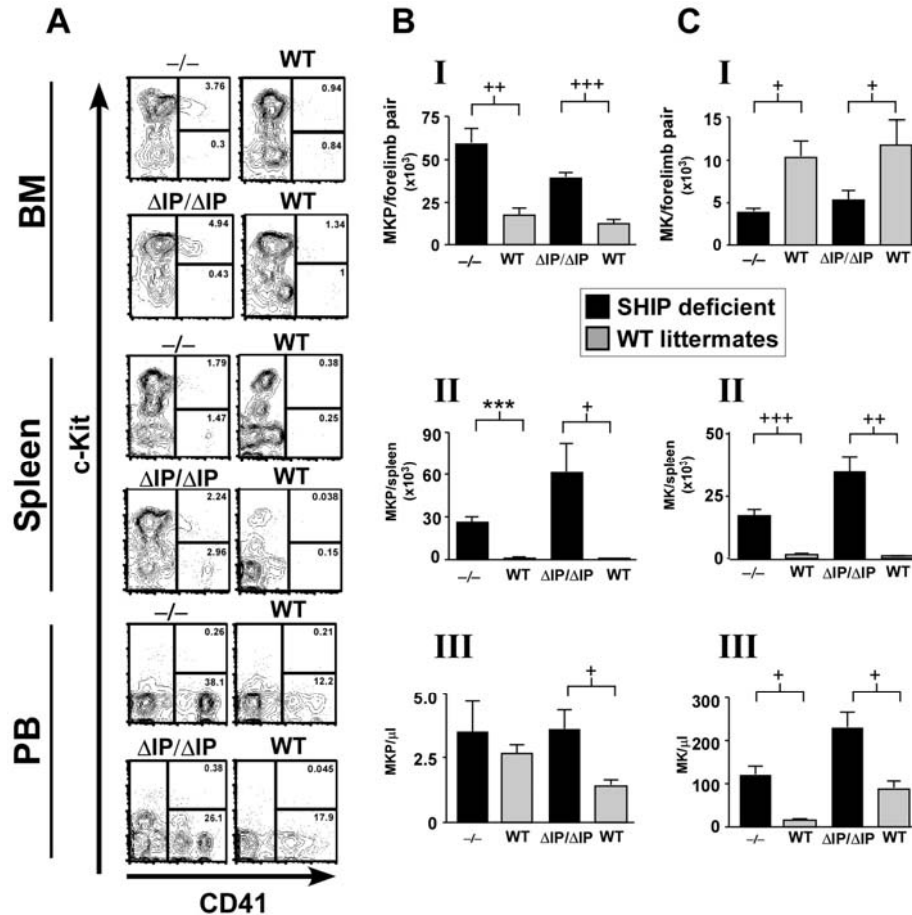 A
B
C
–/–
WT
3.76
0.3
0.94
0.84
BM
ΔIP/ΔIP
WT
4.94
0.43
1.34
1
–/–
WT
1.79
1.47
0.38
0.25
Spleen
c-Kit
ΔIP/ΔIP
WT
2.24
2.96
0.038
0.15
–/–
WT
0.26
38.1
0.21
12.2
PB
ΔIP/ΔIP
WT
0.38
26.1
0.045
17.9
CD41
I
++
+++
MKP/forelimb pair
(x10³)
75
50
25
0
–/– WT ΔIP/ΔIP WT
I
+
+
MK/forelimb pair
(x10³)
15
10
5
0
–/– WT ΔIP/ΔIP WT
SHIP deficient
WT littermates
II
***
+
MKP/spleen
(x10³)
90
60
30
0
–/– WT ΔIP/ΔIP WT
II
+++
++
MK/spleen
(x10³)
50
25
0
–/– WT ΔIP/ΔIP WT
III
+
MKP/µl
5.0
2.5
0
–/– WT ΔIP/ΔIP WT
III
+
+
MK/µl
300
200
100
0
–/– WT ΔIP/ΔIP WT